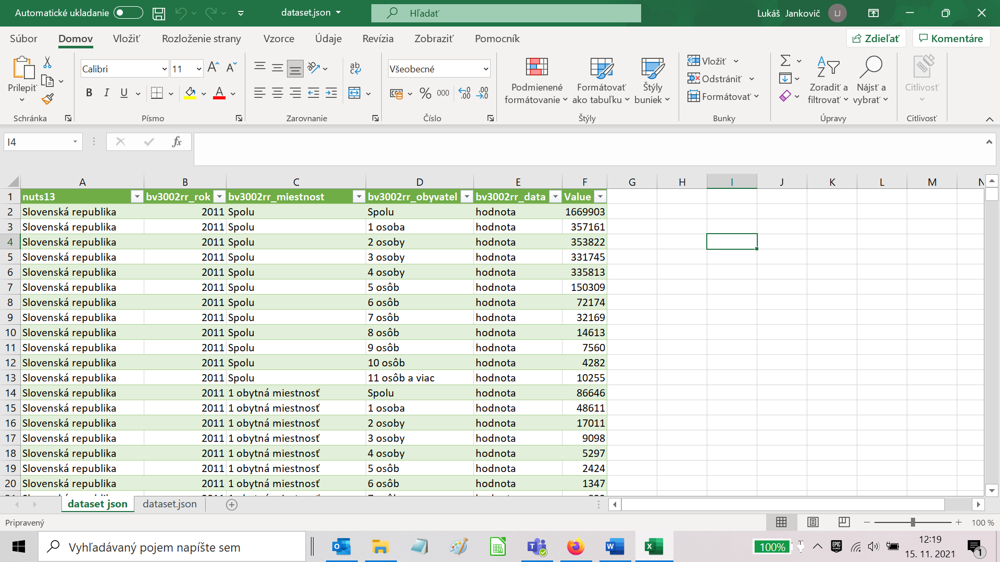 Automatické ukladanie
dataset.json
Hľadať
Lukáš Jankovič
U
Súbor Domov Vložiť Rozloženie strany Vzorce Údaje Revízia Zobraziť Pomocník
Zdieľať Komentáre
Prilepiť
Schránka
Calibri 11
B I U
Písmo
Zarovnanie
Všeobecné
% 000
Číslo
Podmienené formátovanie
Formátovať ako tabuľku
Štýly buniek
Štýly
Vložiť
Odstrániť
Formátovať
Bunky
Zoradiť a filtrovať
Nájsť a vybrať
Úpravy
Citlivosť
Citlivosť
I4
fx
A B C D E F G H I J K L M N
1 nuts13 bv3002rr_rok bv3002rr_miestnost bv3002rr_obyvatel bv3002rr_data Value
2 Slovenská republika 2011 Spolu Spolu hodnota 1669903
3 Slovenská republika 2011 Spolu 1 osoba hodnota 357161
4 Slovenská republika 2011 Spolu 2 osoby hodnota 353822
5 Slovenská republika 2011 Spolu 3 osoby hodnota 331745
6 Slovenská republika 2011 Spolu 4 osoby hodnota 335813
7 Slovenská republika 2011 Spolu 5 osôb hodnota 150309
8 Slovenská republika 2011 Spolu 6 osôb hodnota 72174
9 Slovenská republika 2011 Spolu 7 osôb hodnota 32169
10 Slovenská republika 2011 Spolu 8 osôb hodnota 14613
11 Slovenská republika 2011 Spolu 9 osôb hodnota 7560
12 Slovenská republika 2011 Spolu 10 osôb hodnota 4282
13 Slovenská republika 2011 Spolu 11 osôb a viac hodnota 10255
14 Slovenská republika 2011 1 obytná miestnosť Spolu hodnota 86646
15 Slovenská republika 2011 1 obytná miestnosť 1 osoba hodnota 48611
16 Slovenská republika 2011 1 obytná miestnosť 2 osoby hodnota 17011
17 Slovenská republika 2011 1 obytná miestnosť 3 osoby hodnota 9098
18 Slovenská republika 2011 1 obytná miestnosť 4 osoby hodnota 5297
19 Slovenská republika 2011 1 obytná miestnosť 5 osôb hodnota 2424
20 Slovenská republika 2011 1 obytná miestnosť 6 osôb hodnota 1347
dataset json dataset.json
Pripravený
100 %
Vyhľadávaný pojem napíšte sem
100%
12:19
15. 11. 2021
1